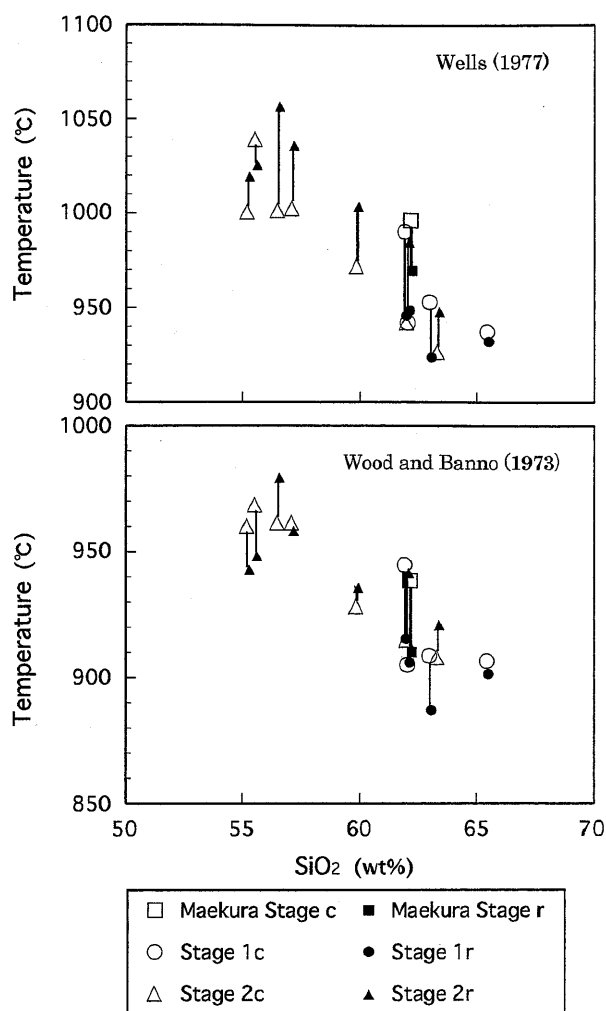 1100
Wells (1977)
1050
1000
950
900
Temperature (℃)
1000
Wood and Banno (1973)
950
900
850
Temperature (℃)
50 55 60 65 70
SiO2 (wt%)
□ Maekura Stage c ■ Maekura Stage r
○ Stage 1c ● Stage 1r
△ Stage 2c ▲ Stage 2r